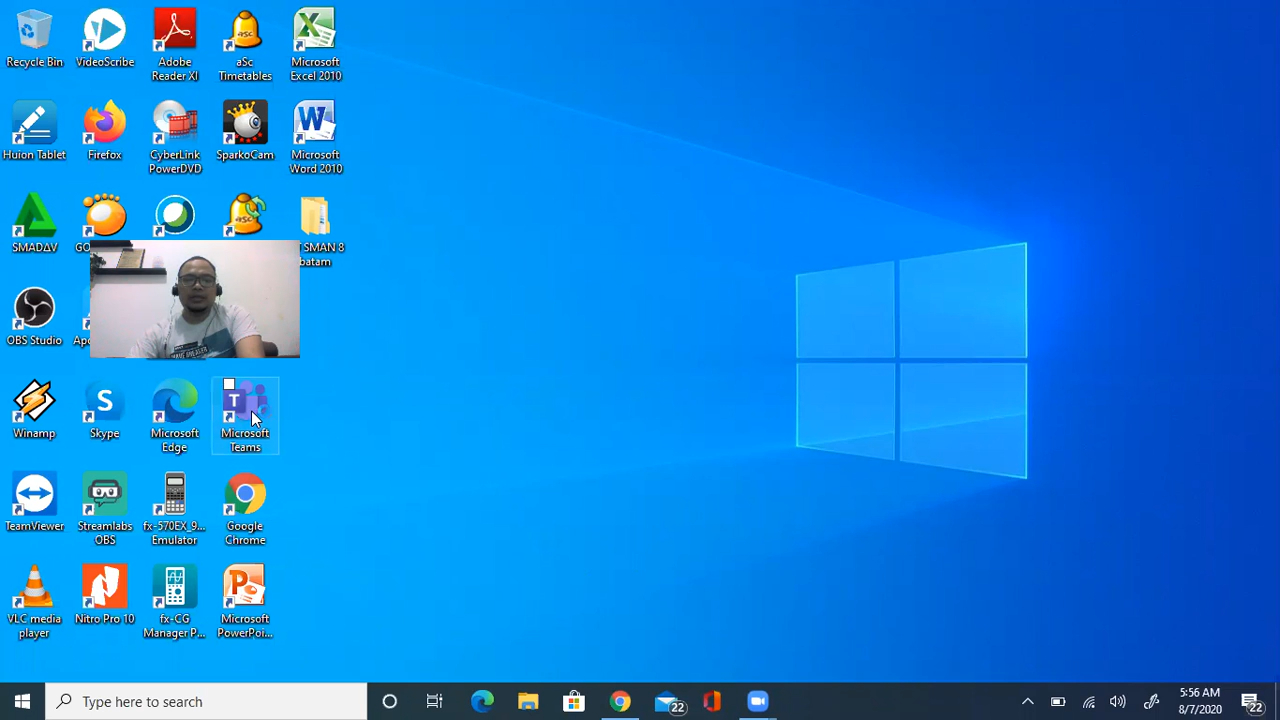 Recycle Bin
VideoScribe
Adobe
Reader XI
aSc
Timetables
Microsoft
Excel 2010
Huion Tablet
Firefox
CyberLink
PowerDVD
SparkoCam
Microsoft
Word 2010
SMADΔV
SMAN 8
batam
OBS Studio
Winamp
Skype
Microsoft
Edge
Microsoft
Teams
TeamViewer
Streamlabs
OBS
fx-570EX_9...
Emulator
Google
Chrome
VLC media
player
Nitro Pro 10
fx-CG
Manager P...
Microsoft
PowerPoi...
Type here to search
22
5:56 AM
8/7/2020
22